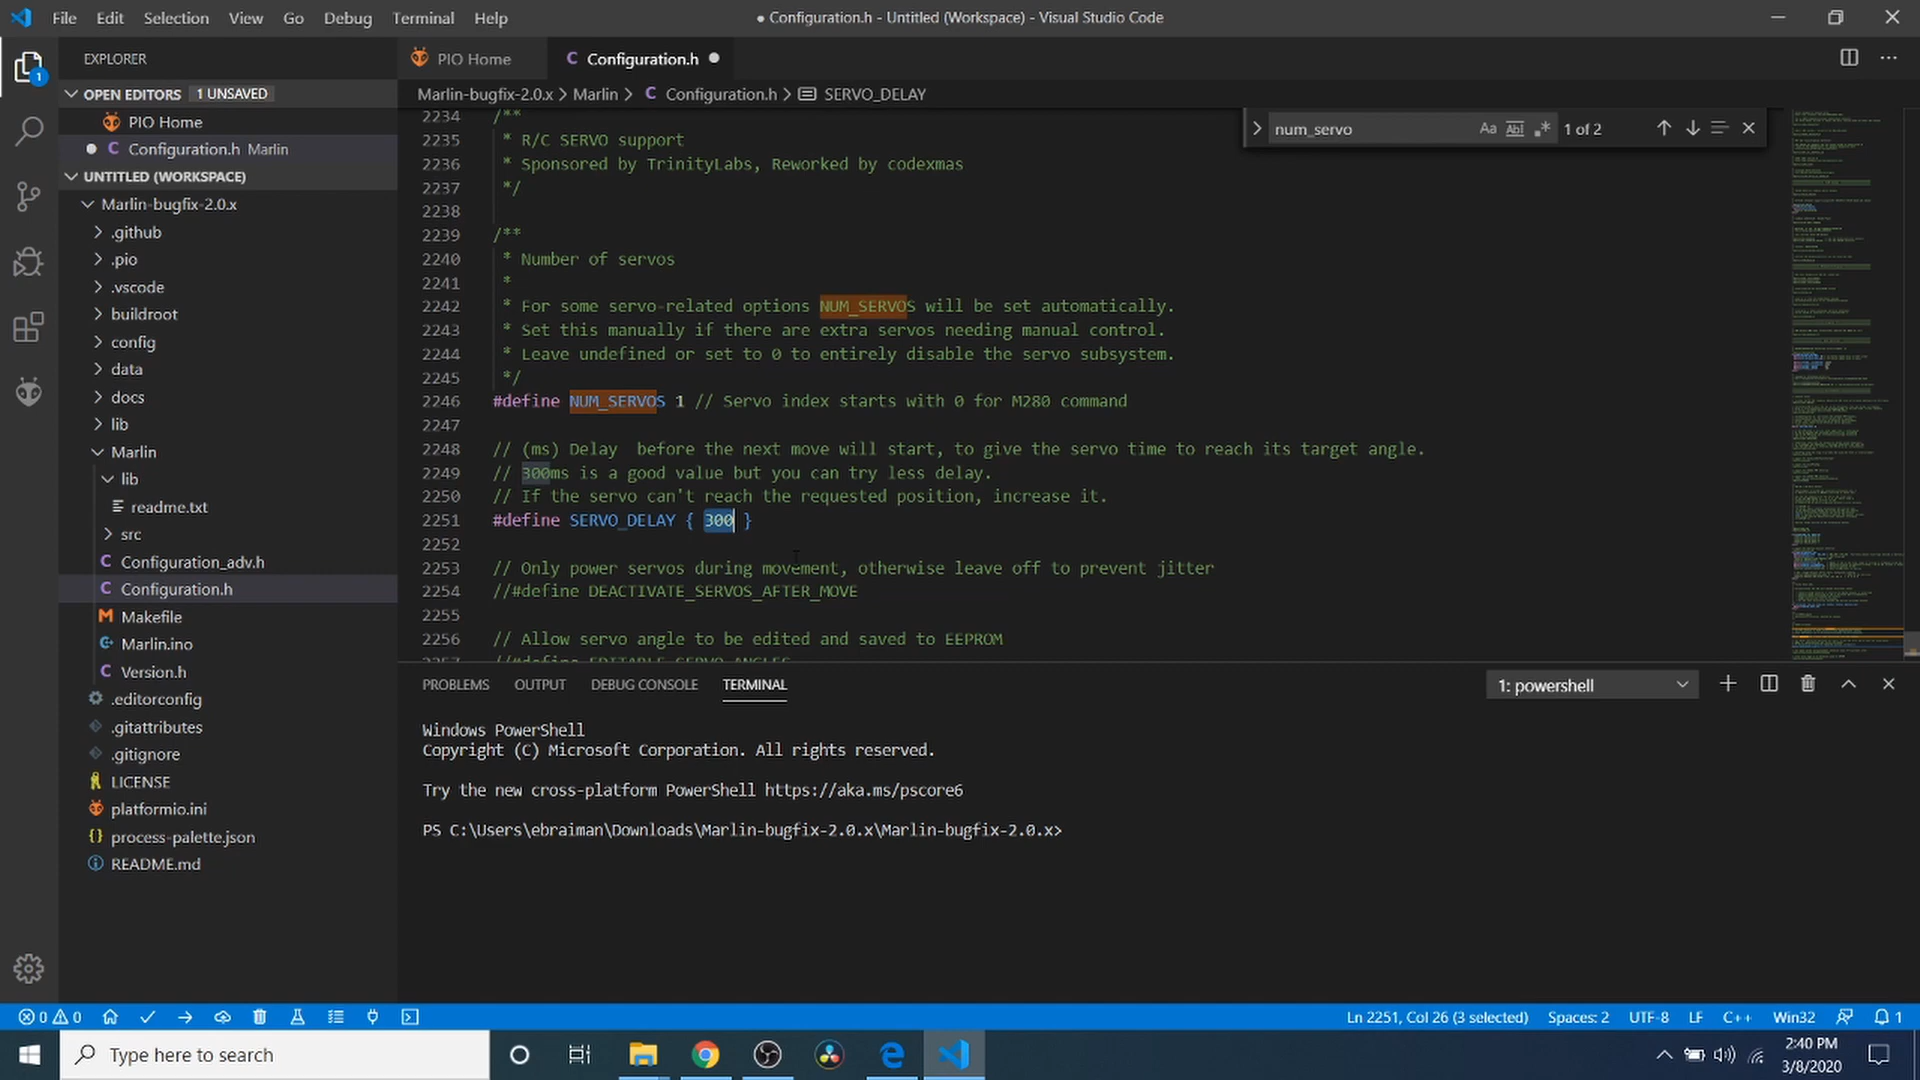 File Edit Selection View Go Debug Terminal Help
● Configuration.h - Untitled (Workspace) - Visual Studio Code
1
EXPLORER
OPEN EDITORS 1 UNSAVED
PIO Home
C Configuration.h Marlin
UNTITLED (WORKSPACE)
Marlin-bugfix-2.0.x
.github
.pio
.vscode
buildroot
config
data
docs
lib
Marlin
lib
readme.txt
src
C Configuration_adv.h
C Configuration.h
M Makefile
Marlin.ino
C Version.h
.editorconfig
.gitattributes
.gitignore
LICENSE
platformio.ini
{} process-palette.json
README.md
PIO Home
C Configuration.h
Marlin-bugfix-2.0.x > Marlin > C Configuration.h > SERVO_DELAY
num_servo Aa Abl .* 1 of 2
2234 /**
2235 * R/C SERVO support
2236 * Sponsored by TrinityLabs, Reworked by codexmas
2237 */
2238
2239 /**
2240 * Number of servos
2241 *
2242 * For some servo-related options NUM_SERVOS will be set automatically.
2243 * Set this manually if there are extra servos needing manual control.
2244 * Leave undefined or set to 0 to entirely disable the servo subsystem.
2245 */
2246 #define NUM_SERVOS 1 // Servo index starts with 0 for M280 command
2247
2248 // (ms) Delay  before the next move will start, to give the servo time to reach its target angle.
2249 // 300ms is a good value but you can try less delay.
2250 // If the servo can't reach the requested position, increase it.
2251 #define SERVO_DELAY { 300 }
2252
2253 // Only power servos during movement, otherwise leave off to prevent jitter
2254 //#define DEACTIVATE_SERVOS_AFTER_MOVE
2255
2256 // Allow servo angle to be edited and saved to EEPROM
2257 //#define EDITABLE_SERVO_ANGLES
PROBLEMS OUTPUT DEBUG CONSOLE TERMINAL
1: powershell
Windows PowerShell
Copyright (C) Microsoft Corporation. All rights reserved.
Try the new cross-platform PowerShell https://aka.ms/pscore6
PS C:\Users\ebraiman\Downloads\Marlin-bugfix-2.0.x\Marlin-bugfix-2.0.x>
0 0
Ln 2251, Col 26 (3 selected) Spaces: 2 UTF-8 LF C++ Win32 1
Type here to search
2:40 PM
3/8/2020